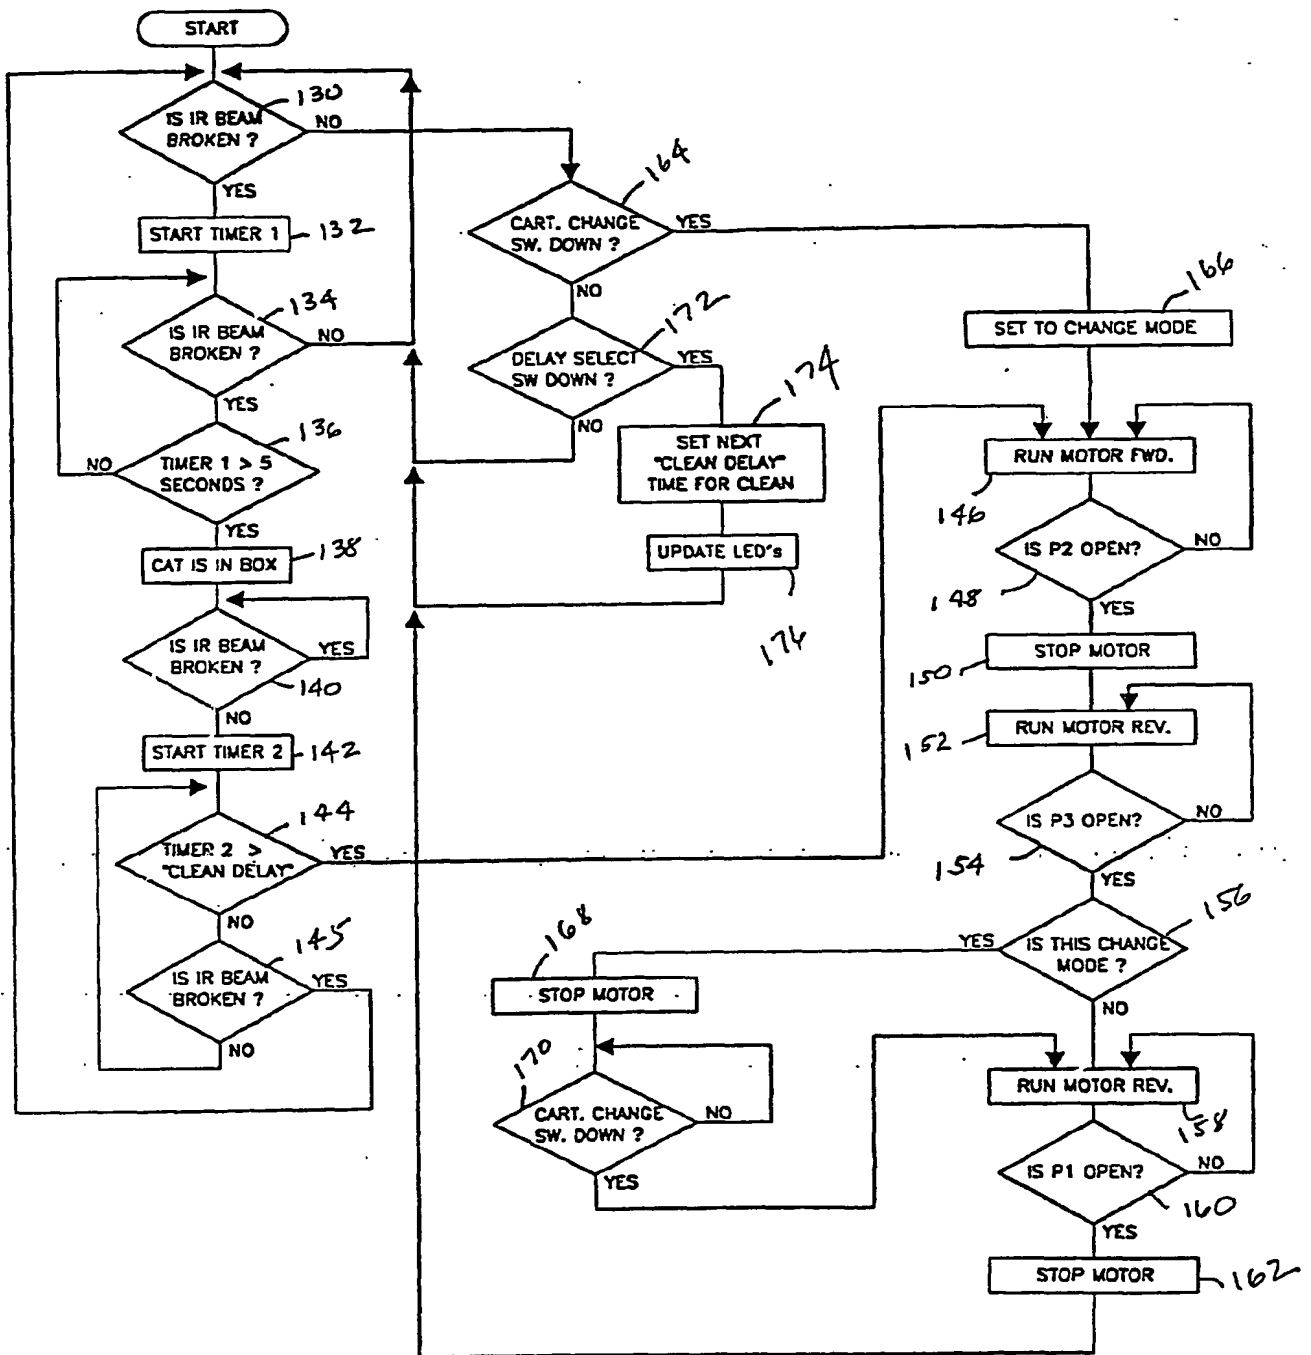 START
IS IR BEAM
BROKEN ?
130
NO
YES
START TIMER 1
132
IS IR BEAM
BROKEN ?
134
NO
YES
TIMER 1 > 5
SECONDS ?
136
NO
YES
CAT IS IN BOX
138
IS IR BEAM
BROKEN ?
YES
140
NO
START TIMER 2
142
TIMER 2 >
"CLEAN DELAY"
144
YES
NO
IS IR BEAM
BROKEN ?
145
YES
NO
CART. CHANGE
SW. DOWN ?
164
YES
NO
DELAY SELECT
SW DOWN ?
172
YES
NO
SET NEXT
"CLEAN DELAY"
TIME FOR CLEAN
174
UPDATE LED's
176
SET TO CHANGE MODE
166
RUN MOTOR FWD.
146
IS P2 OPEN?
NO
148
YES
STOP MOTOR
150
RUN MOTOR REV.
152
IS P3 OPEN?
NO
154
YES
IS THIS CHANGE
MODE ?
156
YES
NO
STOP MOTOR
168
CART. CHANGE
SW. DOWN ?
170
NO
YES
RUN MOTOR REV.
158
IS P1 OPEN?
NO
160
YES
STOP MOTOR
162